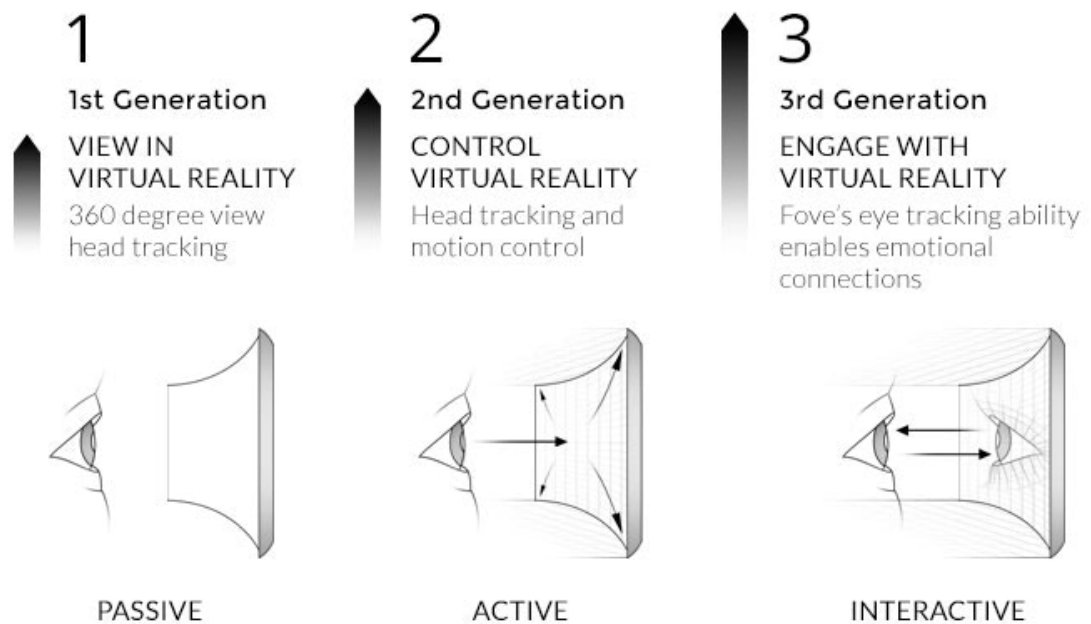 1
1st Generation
VIEW IN
VIRTUAL REALITY
360 degree view
head tracking
PASSIVE
2
2nd Generation
CONTROL
VIRTUAL REALITY
Head tracking and
motion control
ACTIVE
3
3rd Generation
ENGAGE WITH
VIRTUAL REALITY
Fove's eye tracking ability
enables emotional
connections
INTERACTIVE